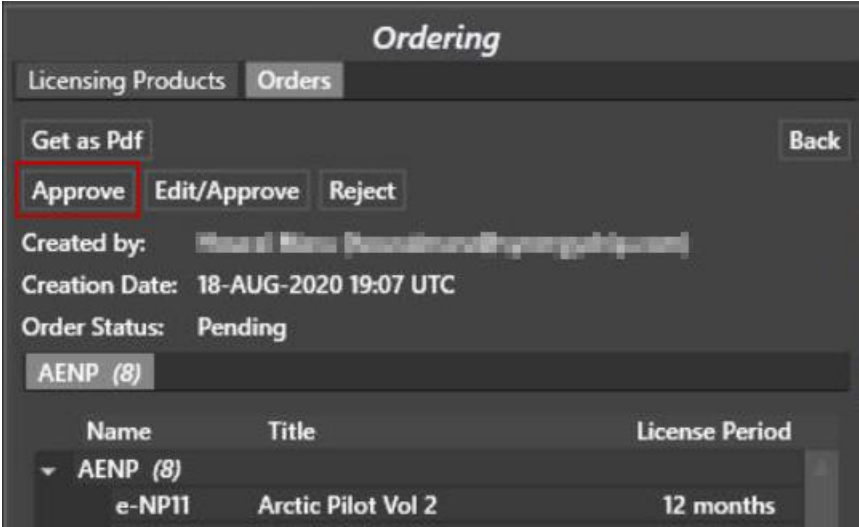 Ordering
Licensing Products Orders
Get as Pdf Back
Approve Edit/Approve Reject
Created by:
Creation Date: 18-AUG-2020 19:07 UTC
Order Status: Pending
AENP (8)
Name Title License Period
AENP (8)
e-NP11 Arctic Pilot Vol 2 12 months